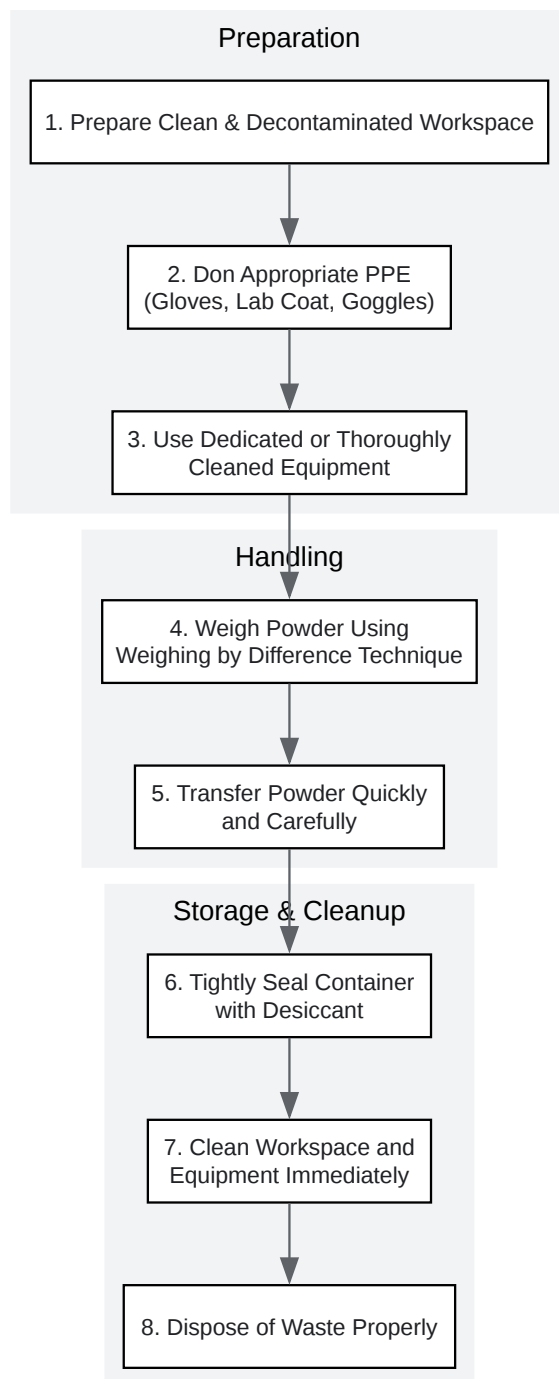 Preparation
1. Prepare Clean & Decontaminated Workspace
2. Don Appropriate PPE
(Gloves, Lab Coat, Goggles)
3. Use Dedicated or Thoroughly
Cleaned Equipment
Handling
4. Weigh Powder Using
Weighing by Difference Technique
5. Transfer Powder Quickly
and Carefully
Storage & Cleanup
6. Tightly Seal Container
with Desiccant
7. Clean Workspace and
Equipment Immediately
8. Dispose of Waste Properly